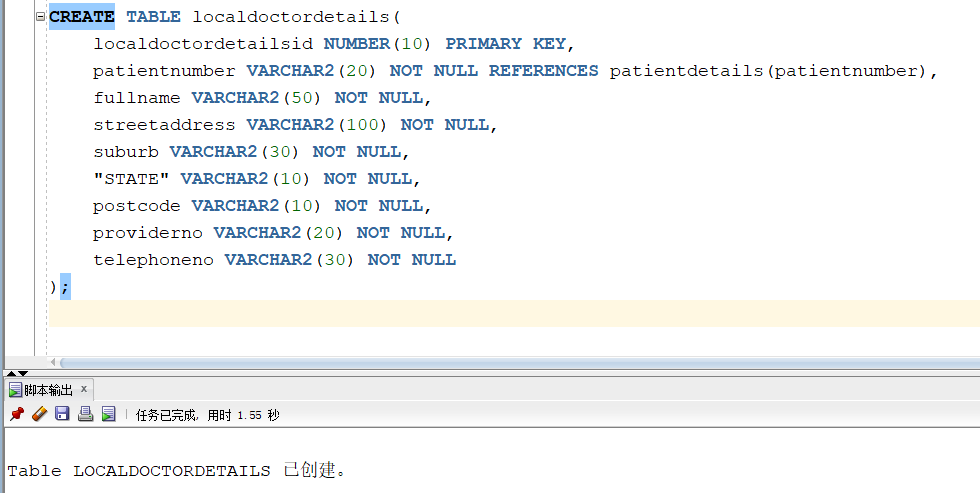 CREATE TABLE localdoctordetails(
localdoctordetailsid NUMBER(10) PRIMARY KEY,
patientnumber VARCHAR2(20) NOT NULL REFERENCES patientdetails(patientnumber),
fullname VARCHAR2(50) NOT NULL,
streetaddress VARCHAR2(100) NOT NULL,
suburb VARCHAR2(30) NOT NULL,
"STATE" VARCHAR2(10) NOT NULL,
postcode VARCHAR2(10) NOT NULL,
providerno VARCHAR2(20) NOT NULL,
telephoneno VARCHAR2(30) NOT NULL
);
脚本输出 x
任务已完成, 用时 1.55 秒
Table LOCALDOCTORDETAILS 已创建。